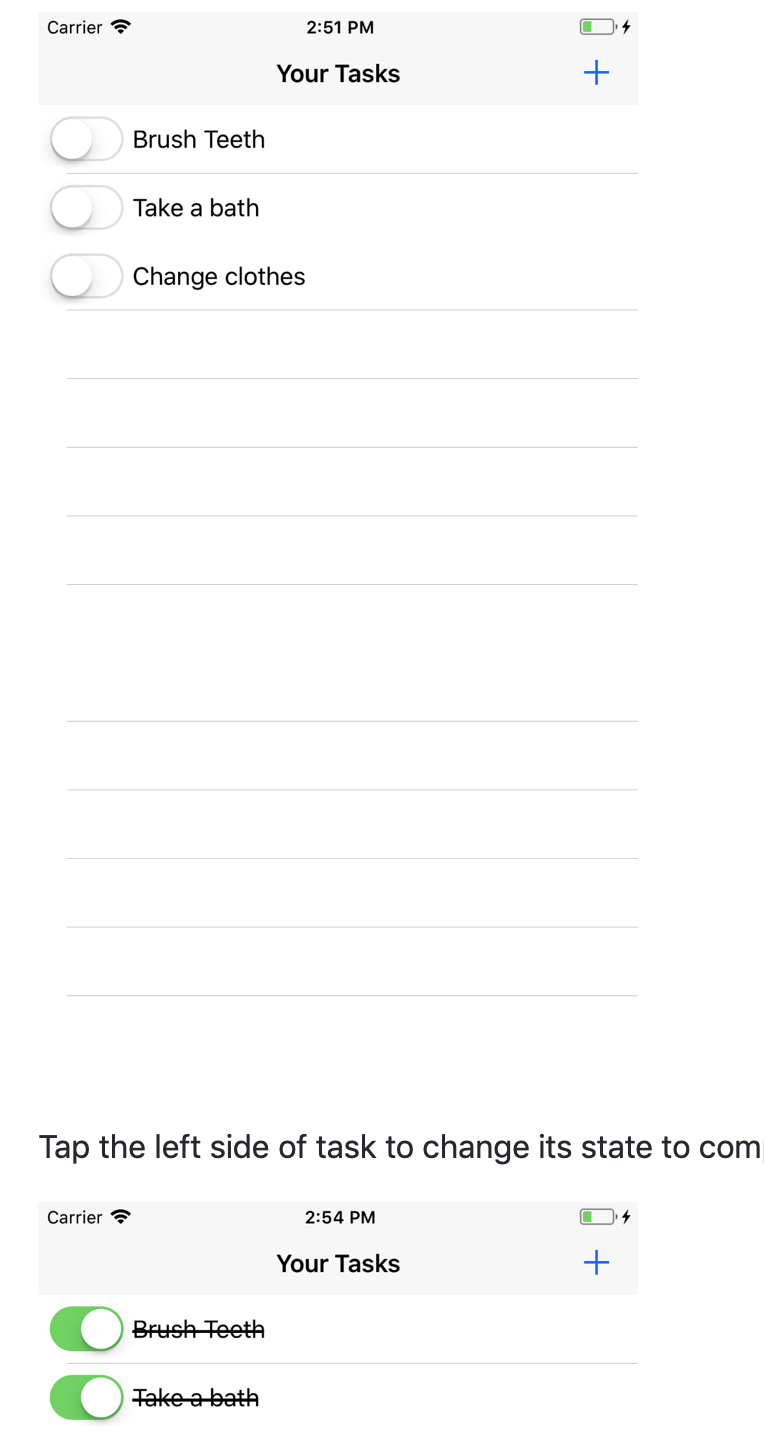 Carrier 2:51 PM
Your Tasks
Brush Teeth
Take a bath
Change clothes
Tap the left side of task to change its state to com
Carrier 2:54 PM
Your Tasks
Brush Teeth
Take a bath